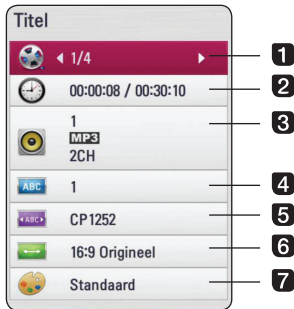 Titel
1/4
1
00:00:08 / 00:30:10
2
1
MP3
2CH
3
ABC
1
4
ABC
CP1252
5
16:9 Origineel
6
Standaard
7